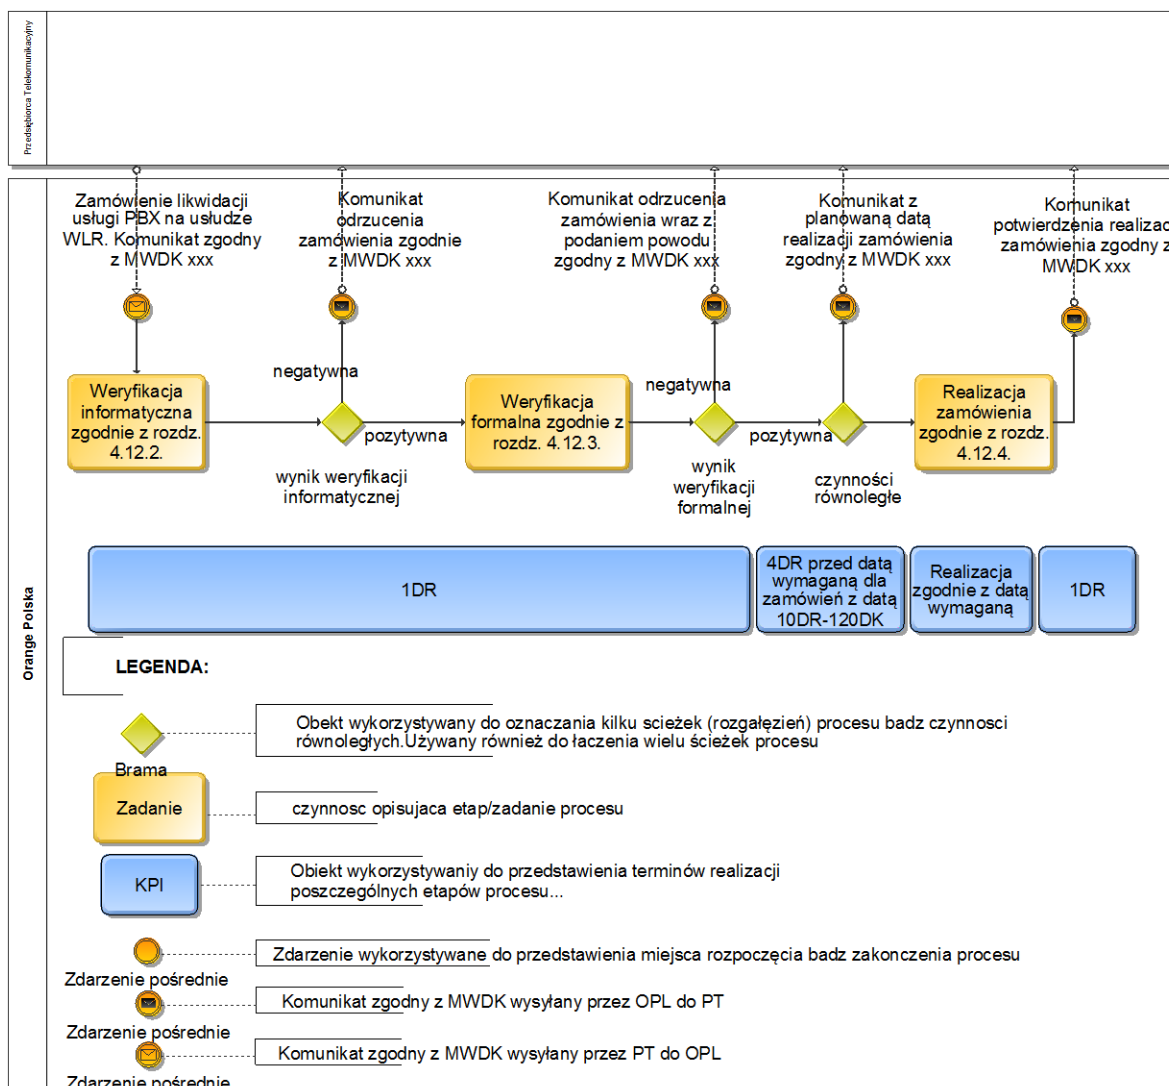 Przedsiębiorca Telekomunikacyjny
Zamówienie likwidacji
usługi PBX na usłudze
WLR. Komunikat zgodny
z MWDK xxx
Komunikat
odrzucenia
zamówienia zgodnie
z MWDK xxx
Komunikat odrzucenia
zamówienia wraz z
podaniem powodu
zgodny z MWDK xxx
Komunikat z
planowaną datą
realizacji zamówienia
zgodny z MWDK xxx
Komunikat
potwierdzenia realizac
zamówienia zgodny z
MWDK xxx
Weryfikacja
informatyczna
zgodnie z rozdz.
4.12.2.
negatywna
pozytywna
wynik weryfikacji
informatycznej
Weryfikacja
formalna zgodnie z
rozdz. 4.12.3.
negatywna
pozytywna
wynik
weryfikacji
formalnej
czynności
równoległe
Realizacja
zamówienia
zgodnie z rozdz.
4.12.4.
1DR
4DR przed datą
wymaganą dla
zamówień z datą
10DR-120DK
Realizacja
zgodnie z datą
wymaganą
1DR
Orange Polska
LEGENDA:
Obekt wykorzystywany do oznaczania kilku scieżek (rozgałęzień) procesu badz czynnosci
równoległych.Używany również do łaczenia wielu ścieżek procesu
Brama
Zadanie
czynnosc opisujaca etap/zadanie procesu
KPI
Obiekt wykorzystywaniy do przedstawienia terminów realizacji
poszczególnych etapów procesu...
Zdarzenie wykorzystywane do przedstawienia miejsca rozpoczęcia badz zakonczenia procesu
Zdarzenie pośrednie
Komunikat zgodny z MWDK wysyłany przez OPL do PT
Zdarzenie pośrednie
Komunikat zgodny z MWDK wysyłany przez PT do OPL
Zdarzenie pośrednie